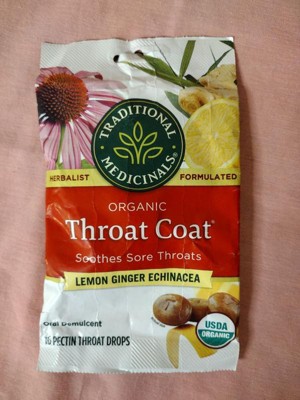 TRADITIONAL
MEDICINALS®
HERBALIST FORMULATED
ORGANIC
Throat Coat®
Soothes Sore Throats
LEMON GINGER ECHINACEA
Oral Demulcent
16 PECTIN THROAT DROPS
USDA
ORGANIC